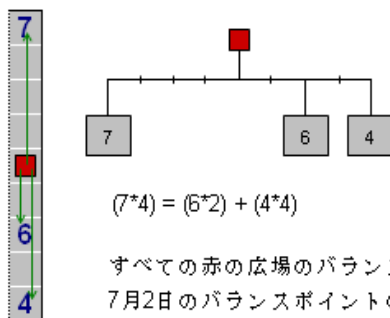 7
7
6
4
6
(7*4) = (6*2) + (4*4)
すべての赤の広場のバラン
4
7月2日のバランスポイントの